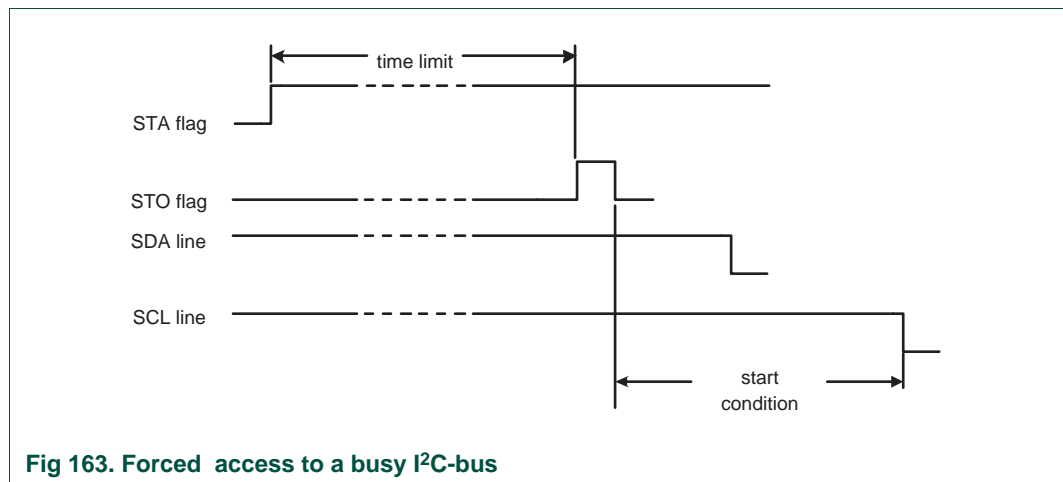 time limit
STA flag
STO flag
SDA line
SCL line
start
condition
Fig 163. Forced access to a busy I²C-bus